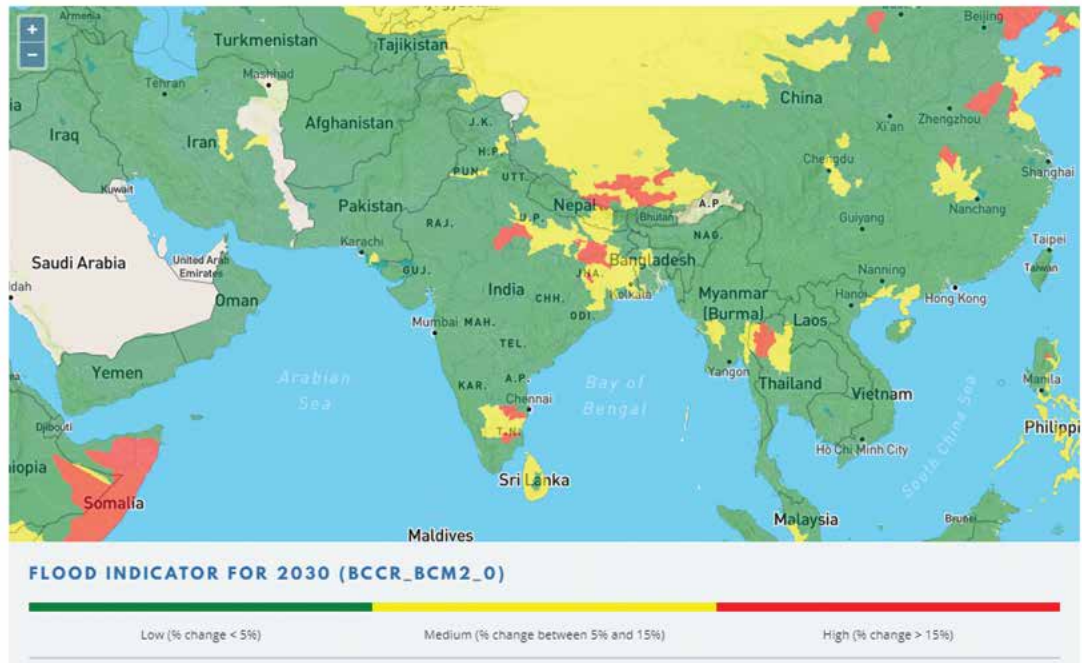 Armenia
Beijing
+
−
Turkmenistan
Tajikistan
Tehran
Mashhad
China
Iraq
Iran
Afghanistan
J.K.
Xi'an
Zhengzhou
H.P.
Chengdu
Shanghai
Kuwait
PUN.
UTT.
Pakistan
Nepal
A.P.
Nanchang
RAJ.
U.P.
Bhutan
Guiyang
Karachi
NAG.
Taipei
Saudi Arabia
United Arab
Emirates
GUJ.
JHA.
Bangladesh
Nanning
Taiwan
India
CHH.
Kolkata
Myanmar
(Burma)
Hanoi
Hong Kong
Oman
ODI.
Laos
Mumbai
MAH.
TEL.
Yemen
Arabian
Sea
Bay of
Bengal
Yangon
Thailand
Vietnam
Manila
KAR.
A.P.
Chennai
Djibouti
T.N.
Philippi
Ho Chi Minh City
South China Sea
iopia
Sri Lanka
Somalia
Malaysia
Brunei
Maldives
FLOOD INDICATOR FOR 2030 (BCCR_BCM2_0)
Low (% change < 5%)
Medium (% change between 5% and 15%)
High (% change > 15%)